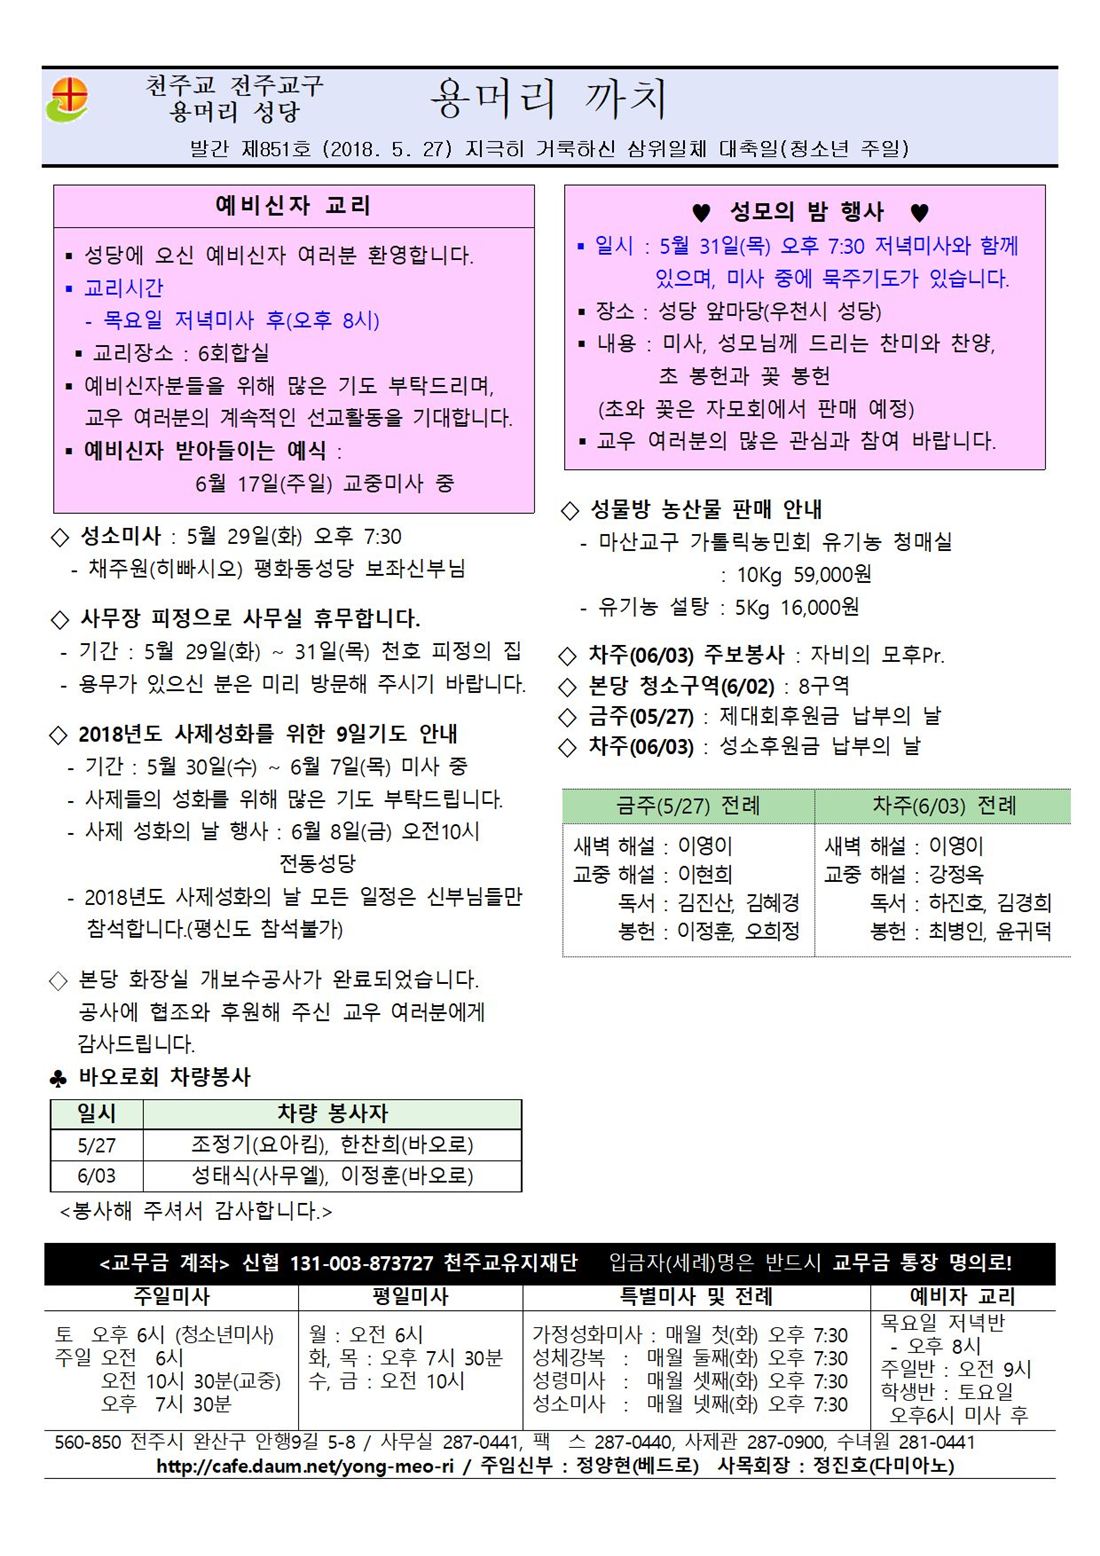 천주교 전주교구
용머리 성당
용머리 까치
발간 제851호 (2018. 5. 27) 지극히 거룩하신 삼위일체 대축일(청소년 주일)
예비신자 교리
▪ 성당에 오신 예비신자 여러분 환영합니다.
▪ 교리시간
- 목요일 저녁미사 후(오후 8시)
▪ 교리장소 : 6회합실
▪ 예비신자분들을 위해 많은 기도 부탁드리며,
교우 여러분의 계속적인 선교활동을 기대합니다.
▪ 예비신자 받아들이는 예식 :
6월 17일(주일) 교중미사 중
◇ 성소미사 : 5월 29일(화) 오후 7:30
- 채주원(히빠시오) 평화동성당 보좌신부님
◇ 사무장 피정으로 사무실 휴무합니다.
- 기간 : 5월 29일(화) ~ 31일(목) 천호 피정의 집
- 용무가 있으신 분은 미리 방문해 주시기 바랍니다.
◇ 2018년도 사제성화를 위한 9일기도 안내
- 기간 : 5월 30일(수) ~ 6월 7일(목) 미사 중
- 사제들의 성화를 위해 많은 기도 부탁드립니다.
- 사제 성화의 날 행사 : 6월 8일(금) 오전10시
전동성당
- 2018년도 사제성화의 날 모든 일정은 신부님들만
참석합니다.(평신도 참석불가)
◇ 본당 화장실 개보수공사가 완료되었습니다.
공사에 협조와 후원해 주신 교우 여러분에게
감사드립니다.
♣ 바오로회 차량봉사
일시 차량 봉사자
5/27 조정기(요아킴), 한찬희(바오로)
6/03 성태식(사무엘), 이정훈(바오로)
<봉사해 주셔서 감사합니다.>
♥ 성모의 밤 행사 ♥
▪ 일시 : 5월 31일(목) 오후 7:30 저녁미사와 함께
있으며, 미사 중에 묵주기도가 있습니다.
▪ 장소 : 성당 앞마당(우천시 성당)
▪ 내용 : 미사, 성모님께 드리는 찬미와 찬양,
초 봉헌과 꽃 봉헌
(초와 꽃은 자모회에서 판매 예정)
▪ 교우 여러분의 많은 관심과 참여 바랍니다.
◇ 성물방 농산물 판매 안내
- 마산교구 가톨릭농민회 유기농 청매실
: 10Kg 59,000원
- 유기농 설탕 : 5Kg 16,000원
◇ 차주(06/03) 주보봉사 : 자비의 모후Pr.
◇ 본당 청소구역(6/02) : 8구역
◇ 금주(05/27) : 제대회후원금 납부의 날
◇ 차주(06/03) : 성소후원금 납부의 날
금주(5/27) 전례 차주(6/03) 전례
새벽 해설 : 이영이 새벽 해설 : 이영이
교중 해설 : 이현희 교중 해설 : 강정옥
독서 : 김진산, 김혜경 독서 : 하진호, 김경희
봉헌 : 이정훈, 오희정 봉헌 : 최병인, 윤귀덕
<교무금 계좌> 신협 131-003-873727 천주교유지재단 입금자(세례)명은 반드시 교무금 통장 명의로!
주일미사 평일미사 특별미사 및 전례 예비자 교리
토 오후 6시 (청소년미사)
주일 오전 6시
오전 10시 30분(교중)
오후 7시 30분
월 : 오전 6시
화, 목 : 오후 7시 30분
수, 금 : 오전 10시
가정성화미사 : 매월 첫(화) 오후 7:30
성체강복 : 매월 둘째(화) 오후 7:30
성령미사 : 매월 셋째(화) 오후 7:30
성소미사 : 매월 넷째(화) 오후 7:30
목요일 저녁반
- 오후 8시
주일반 : 오전 9시
학생반 : 토요일
오후6시 미사 후
560-850 전주시 완산구 안행9길 5-8 / 사무실 287-0441, 팩 스 287-0440, 사제관 287-0900, 수녀원 281-0441
http://cafe.daum.net/yong-meo-ri / 주임신부 : 정양현(베드로) 사목회장 : 정진호(다미아노)